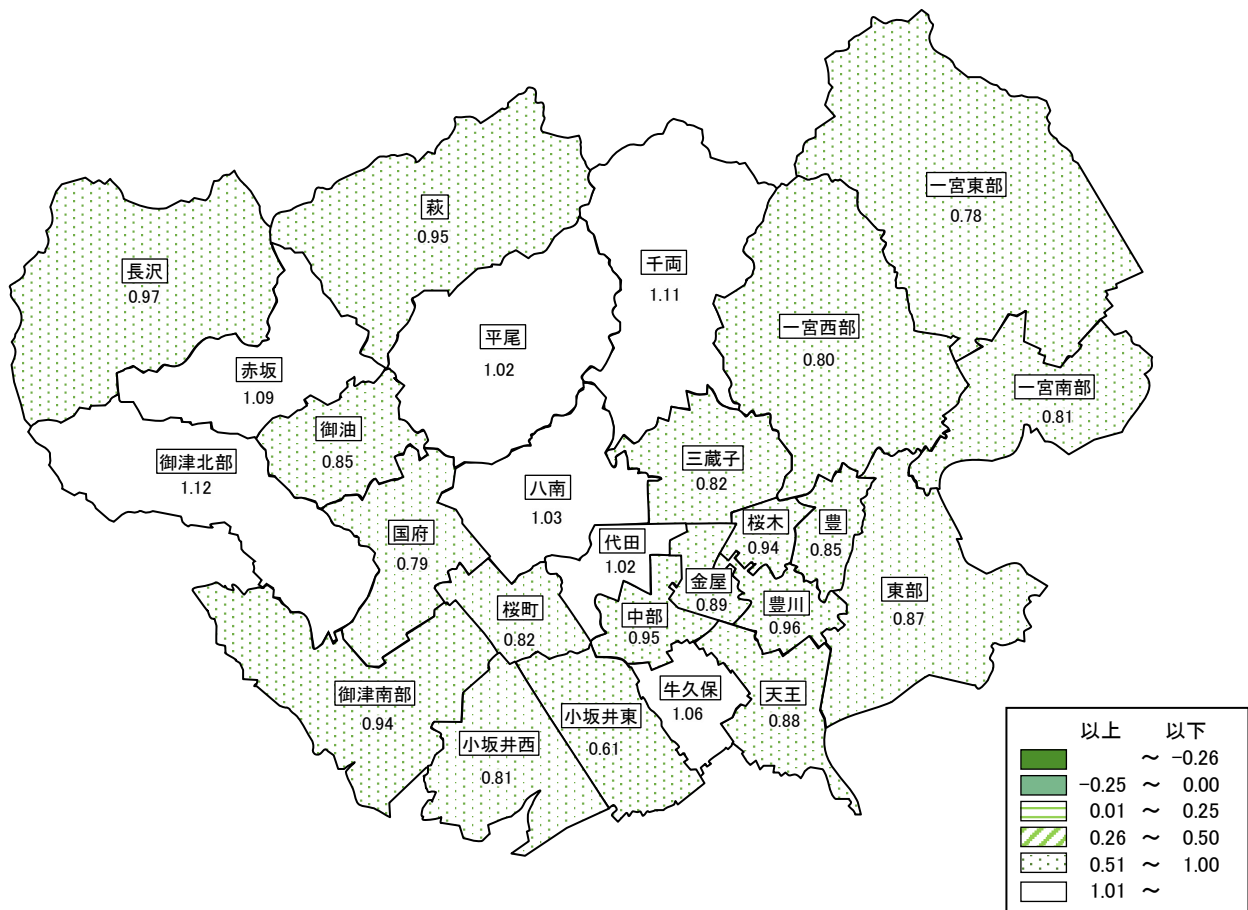 一宮東部
0.78
萩
0.95
長沢
0.97
千両
1.11
一宮西部
0.80
平尾
1.02
赤坂
1.09
一宮南部
0.81
御油
0.85
御津北部
1.12
三蔵子
0.82
八南
1.03
国府
0.79
代田
1.02
桜木
0.94
豊
0.85
金屋
0.89
東部
0.87
桜町
0.82
中部
0.95
豊川
0.96
御津南部
0.94
牛久保
1.06
天王
0.88
小坂井東
0.61
小坂井西
0.81
以上 以下
~ -0.26
-0.25 ~ 0.00
0.01 ~ 0.25
0.26 ~ 0.50
0.51 ~ 1.00
1.01 ~